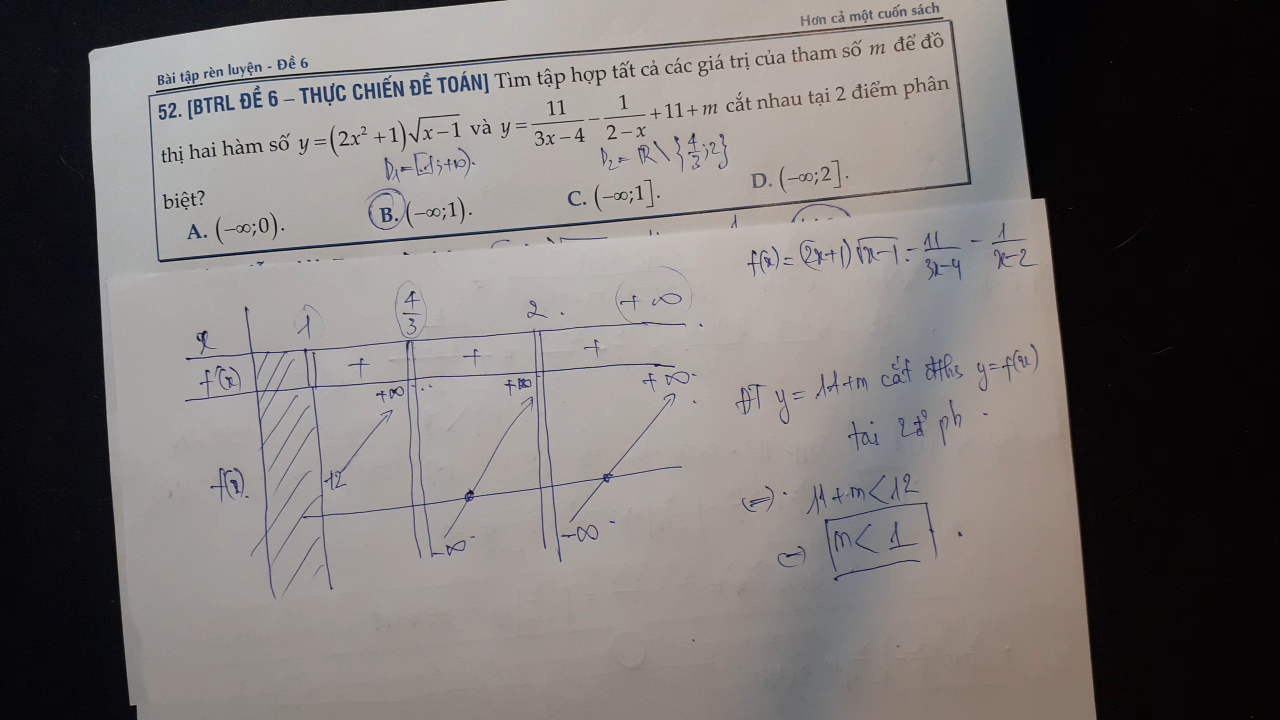 Hơn cả một cuốn sách
Bài tập rèn luyện - Đề 6
52. [BTRL ĐỀ 6 – THỰC CHIẾN ĐỀ TOÁN] Tìm tập hợp tất cả các giá trị của tham số m để đồ
thị hai hàm số y=(2x²+1)√(x−1) và y=11/(3x−4)−1/(2−x)+11+m cắt nhau tại 2 điểm phân
D₂= ℝ\{4/3;2}
biệt?
A. (−∞;0).
B. (−∞;1).
C. (−∞;1].
D. (−∞;2].
f(x)= (2x+1)√(x−1) − 11/(3x−4) − 1/(x−2)
x 1 4/3 2 +∞
f'(x) + + +
+∞ +∞ +∞
f(x) 12
−∞ −∞
ĐT y= 11+m cắt đths y=f(x)
tại 2đ pb
⇔ 11+m<12
⇔ m< 1